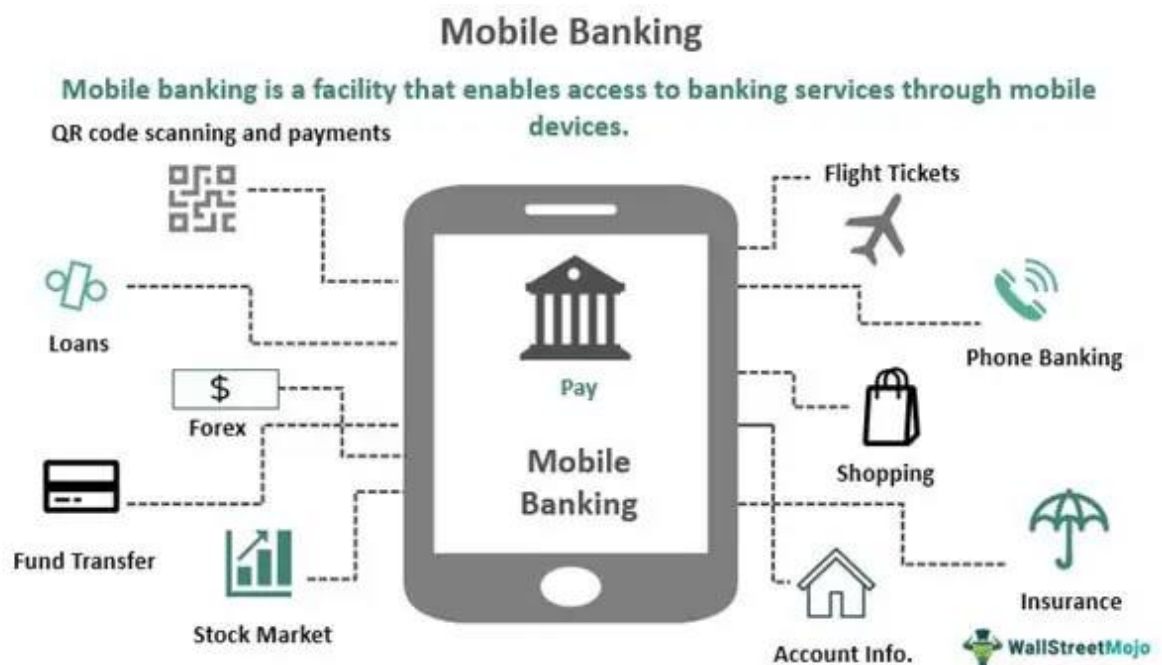 Mobile Banking
Mobile banking is a facility that enables access to banking services through mobile
devices.
QR code scanning and payments
Flight Tickets
Loans
Phone Banking
$
Forex
Pay
Mobile
Banking
Shopping
Fund Transfer
Stock Market
Insurance
Account Info.
WallStreetMojo